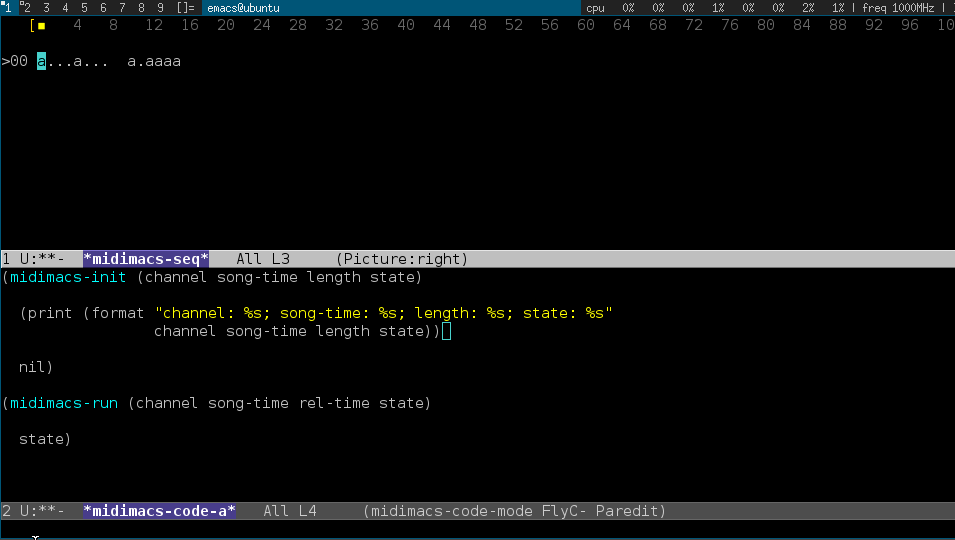 1 2 3 4 5 6 7 8 9 []= emacs@ubuntu cpu 0% 0% 0% 1% 0% 0% 2% 1% | freq 1000MHz |
[ 4 8 12 16 20 24 28 32 36 40 44 48 52 56 60 64 68 72 76 80 84 88 92 96 10
>00 a...a... a.aaaa
1 U:**- *midimacs-seq* All L3 (Picture:right)
(midimacs-init (channel song-time length state)
(print (format "channel: %s; song-time: %s; length: %s; state: %s"
channel song-time length state))
nil)
(midimacs-run (channel song-time rel-time state)
state)
2 U:**- *midimacs-code-a* All L4 (midimacs-code-mode FlyC- Paredit)